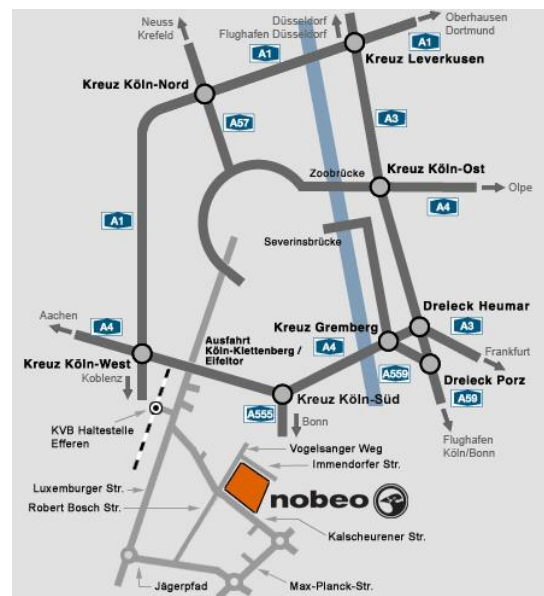 Neuss
Krefeld
Düsseldorf
Flughafen Düsseldorf
Oberhausen
Dortmund
A1
A1
Kreuz Leverkusen
Kreuz Köln-Nord
A57
A3
Zoobrücke
Kreuz Köln-Ost
A4
Olpe
A1
Severinsbrücke
Aachen
A4
Ausfahrt
Köln-Klettenberg /
Eifeltor
Kreuz Gremberg
A4
Dreieck Heumar
A3
Frankfurt
Kreuz Köln-West
Koblenz
A559
Dreieck Porz
A59
Kreuz Köln-Süd
A555
Bonn
Flughafen
Köln/Bonn
KVB Haltestelle
Efferen
Vogelsanger Weg
Immendorfer Str.
Luxemburger Str.
nobeo
Robert Bosch Str.
Kalscheurener Str.
Jägerpfad
Max-Planck-Str.